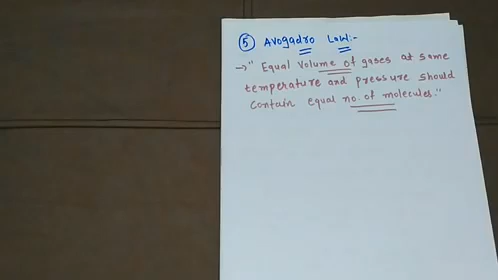 ⑤ Avogadro Law:-
→" Equal Volume of gases at same
temperature and pressure should
Contain equal no. of molecules."